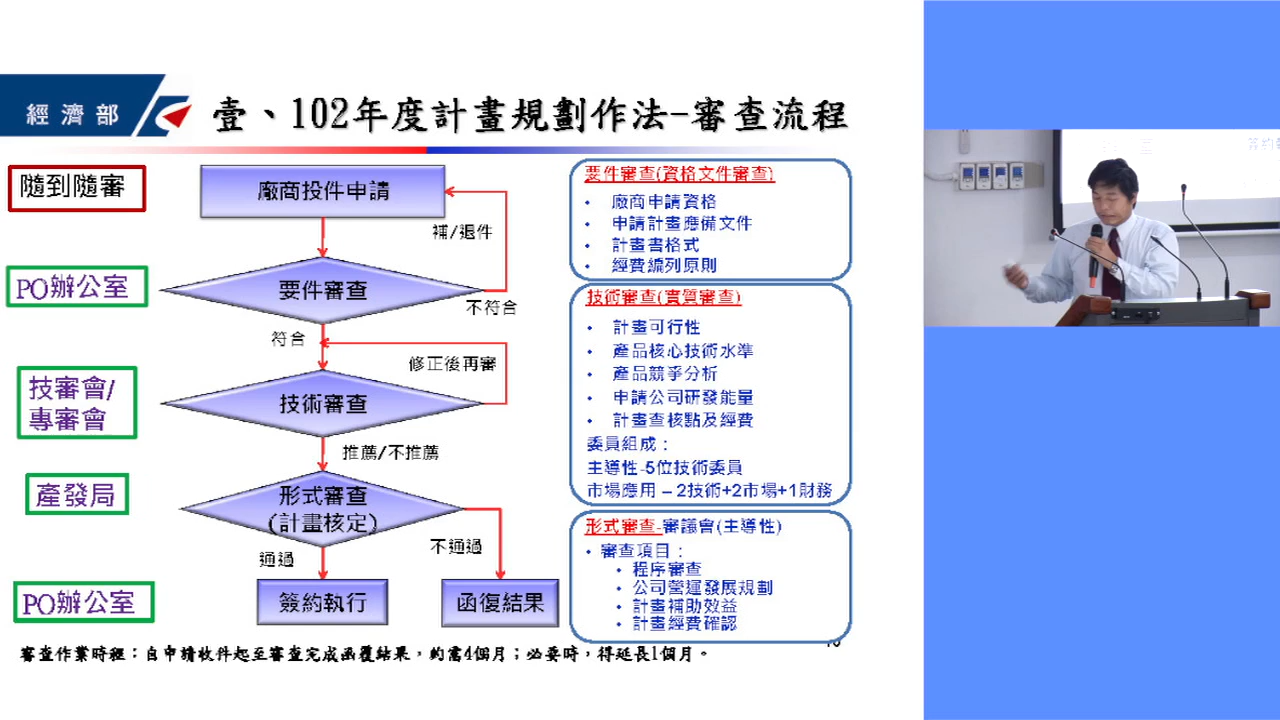 經濟部
壹、102年度計畫規劃作法-審查流程
隨到隨審
廠商投件申請
補/退件
PO辦公室
要件審查
不符合
符合
修正後再審
技審會/
專審會
技術審查
推薦/不推薦
產發局
形式審查
(計畫核定)
通過
不通過
PO辦公室
簽約執行
函復結果
要件審查(資格文件審查)
• 廠商申請資格
• 申請計畫應備文件
• 計畫書格式
• 經費編列原則
技術審查(實質審查)
• 計畫可行性
• 產品核心技術水準
• 產品競爭分析
• 申請公司研發能量
• 計畫查核點及經費
委員組成：
主導性-5位技術委員
市場應用 – 2技術+2市場+1財務
形式審查-審議會(主導性)
• 審查項目：
• 程序審查
• 公司營運發展規劃
• 計畫補助效益
• 計畫經費確認
審查作業時程：自申請收件起至審查完成函覆結果，約需4個月；必要時，得延長1個月。